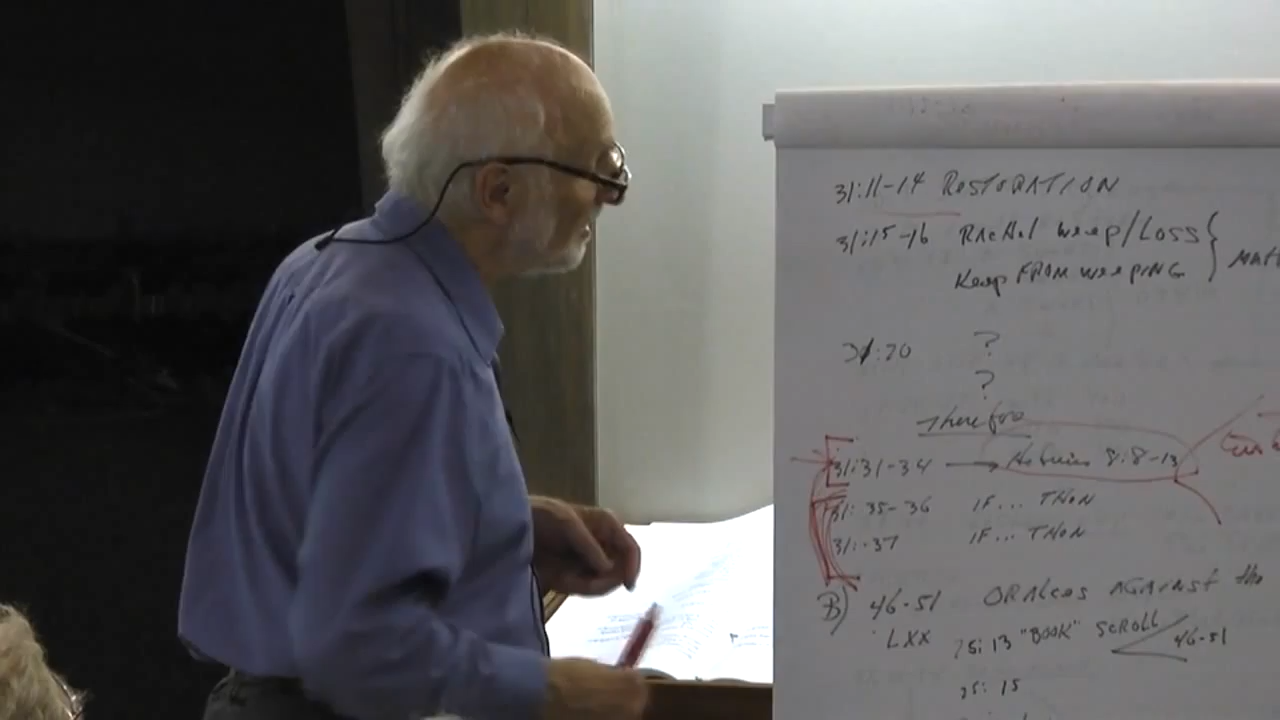 31:11-14 RESTORATION
31:15-16 RACHEL weep/LOSS
Keep FROM weepING
31:20 ?
?
Therefore
31:31-34 → Hebrews 8:8-13
31:35-36 IF... THEN
31:-37 IF... THEN
B) 46-51 ORACLES AGAINST the
LXX 25:13 "BOOK" SCROLL 46-51
25:15